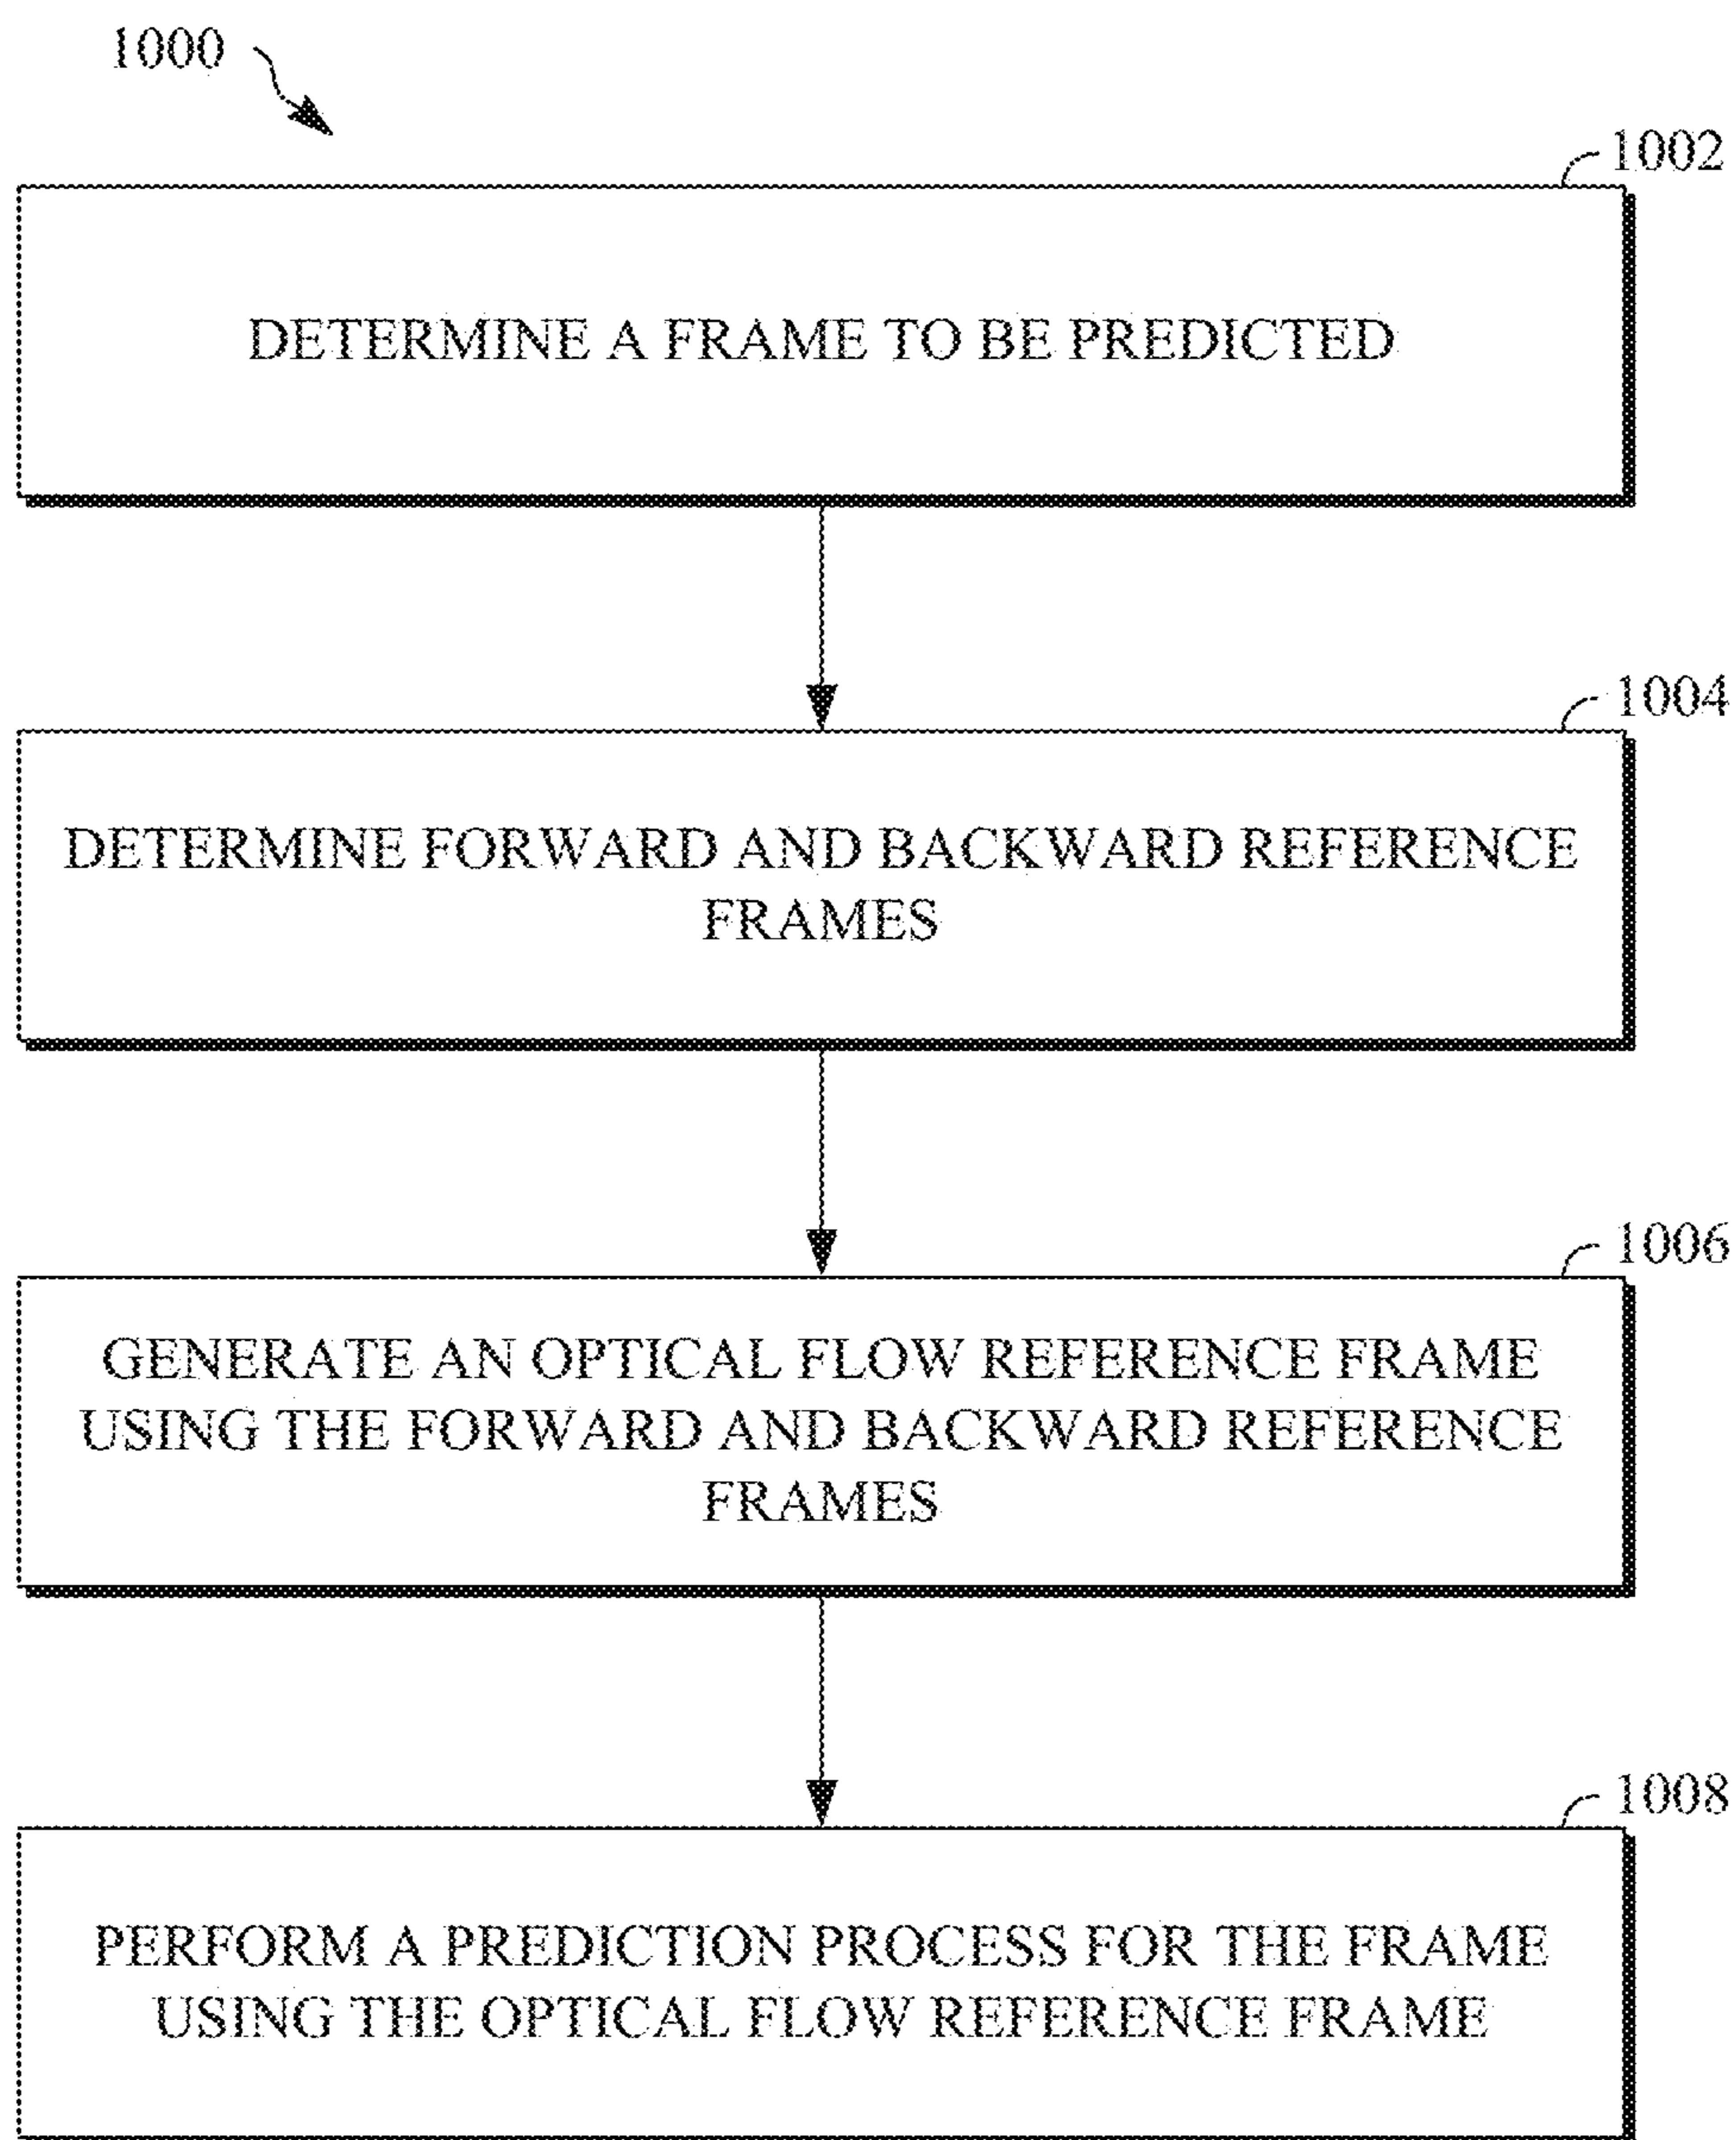 1000
1002
DETERMINE A FRAME TO BE PREDICTED
1004
DETERMINE FORWARD AND BACKWARD REFERENCE
FRAMES
1006
GENERATE AN OPTICAL FLOW REFERENCE FRAME
USING THE FORWARD AND BACKWARD REFERENCE
FRAMES
1008
PERFORM A PREDICTION PROCESS FOR THE FRAME
USING THE OPTICAL FLOW REFERENCE FRAME